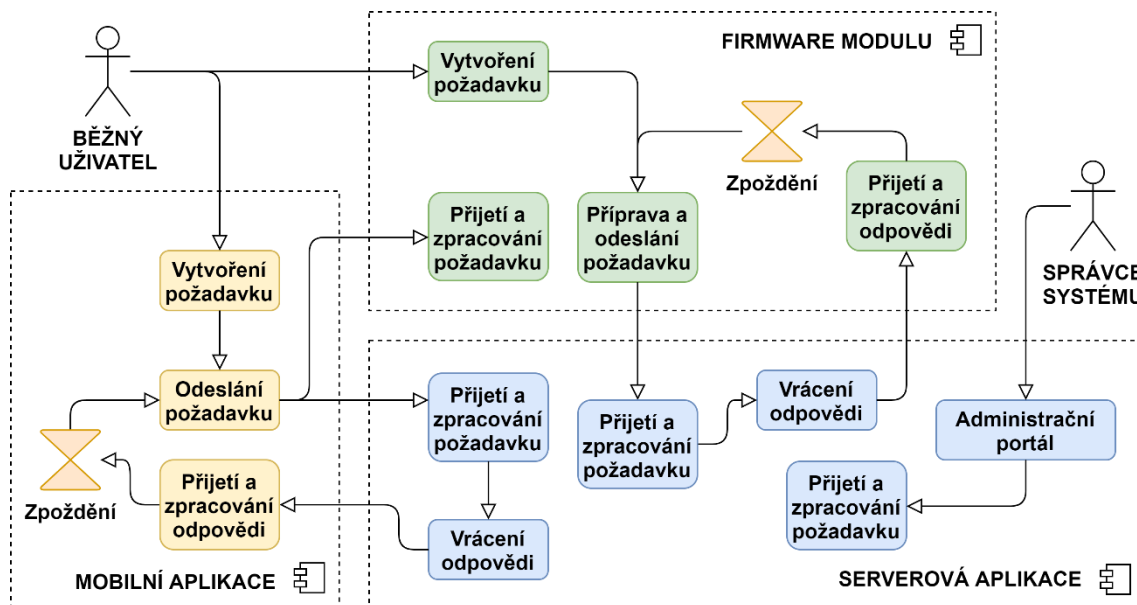 FIRMWARE MODULU
Vytvoření
požadavku
BĚŽNÝ
UŽIVATEL
Zpoždění
Přijetí a
zpracování
odpovědi
Přijetí a
zpracování
požadavku
Příprava a
odeslání
požadavku
SPRÁVCE
SYSTÉMU
Vytvoření
požadavku
Odeslání
požadavku
Přijetí a
zpracování
požadavku
Přijetí a
zpracování
požadavku
Vrácení
odpovědi
Administrační
portál
Zpoždění
Přijetí a
zpracování
odpovědi
Přijetí a
zpracování
požadavku
Vrácení
odpovědi
MOBILNÍ APLIKACE
SERVEROVÁ APLIKACE